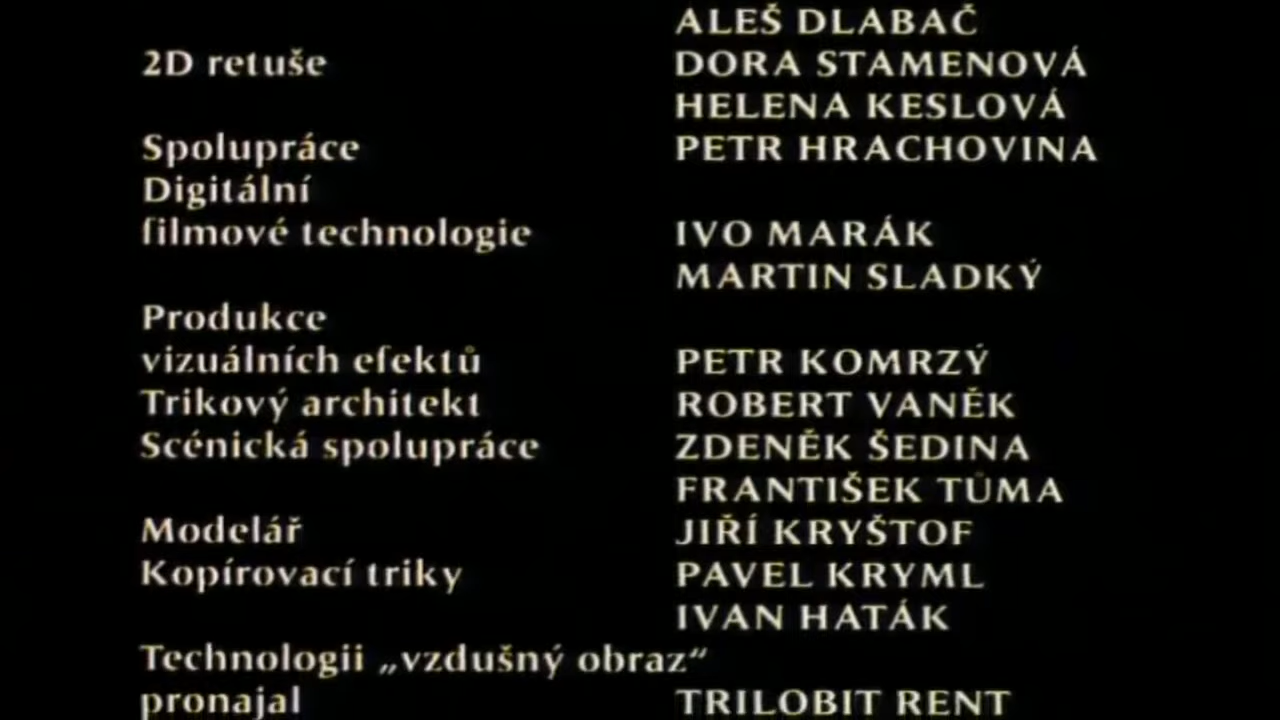 ALEŠ DLABAČ
2D retuše DORA STAMENOVÁ
HELENA KESLOVÁ
Spolupráce PETR HRACHOVINA
Digitální
filmové technologie IVO MARÁK
MARTIN SLADKÝ
Produkce
vizuálních efektů PETR KOMRZÝ
Trikový architekt ROBERT VANĚK
Scénická spolupráce ZDENĚK ŠEDINA
FRANTIŠEK TŮMA
Modelář JIŘÍ KRYŠTOF
Kopírovací triky PAVEL KRYML
IVAN HATÁK
Technologii „vzdušný obraz“
pronajal TRILOBIT RENT